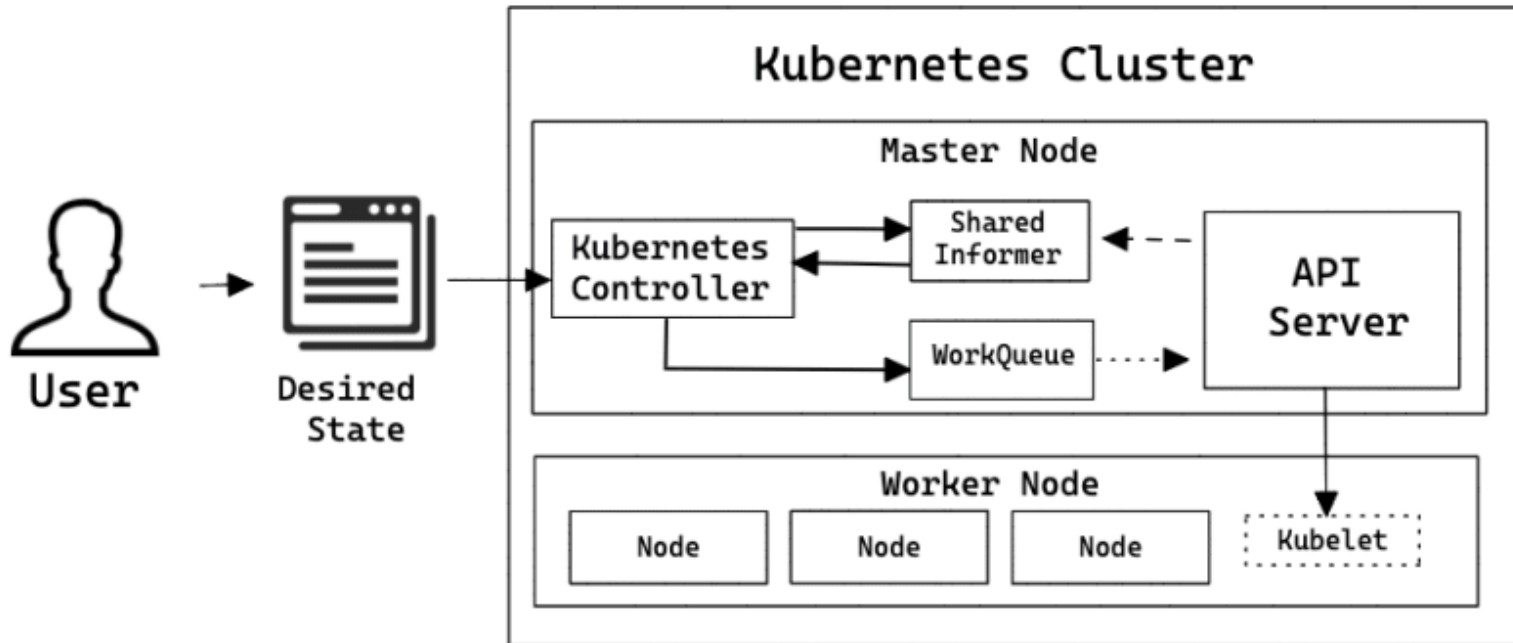 Kubernetes Cluster
Master Node
Shared
Informer
Kubernetes
Controller
API
Server
WorkQueue
User
Desired
State
Worker Node
Node
Node
Node
Kubelet